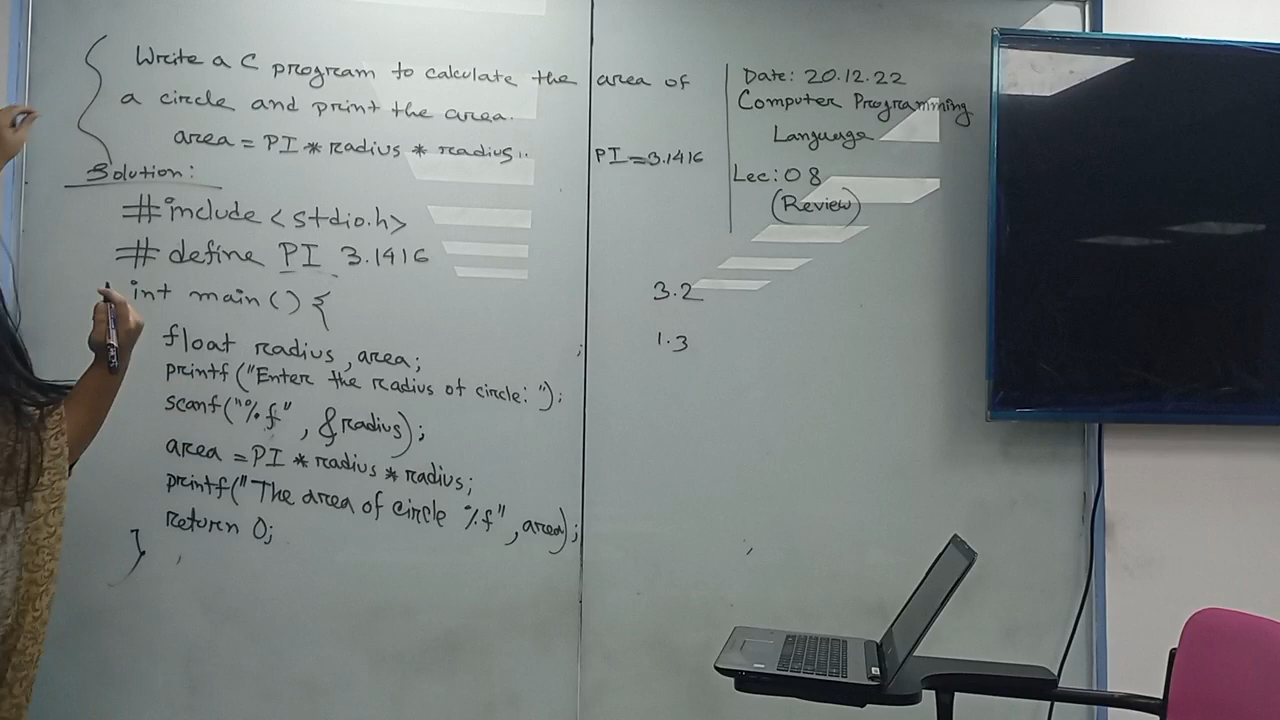 Write a C program to calculate the area of
a circle and print the area.
area = PI * radius * radius.
PI=3.1416
Solution:
#include <stdio.h>
# define PI 3.1416
int main() {
float radius, area;
printf("Enter the radius of circle: ");
scanf("%f", &radius);
area = PI * radius * radius;
printf("The area of circle %f", area);
return 0;
}
Date: 20.12.22
Computer Programming
Language
Lec: 08
(Review)
3.2
1.3